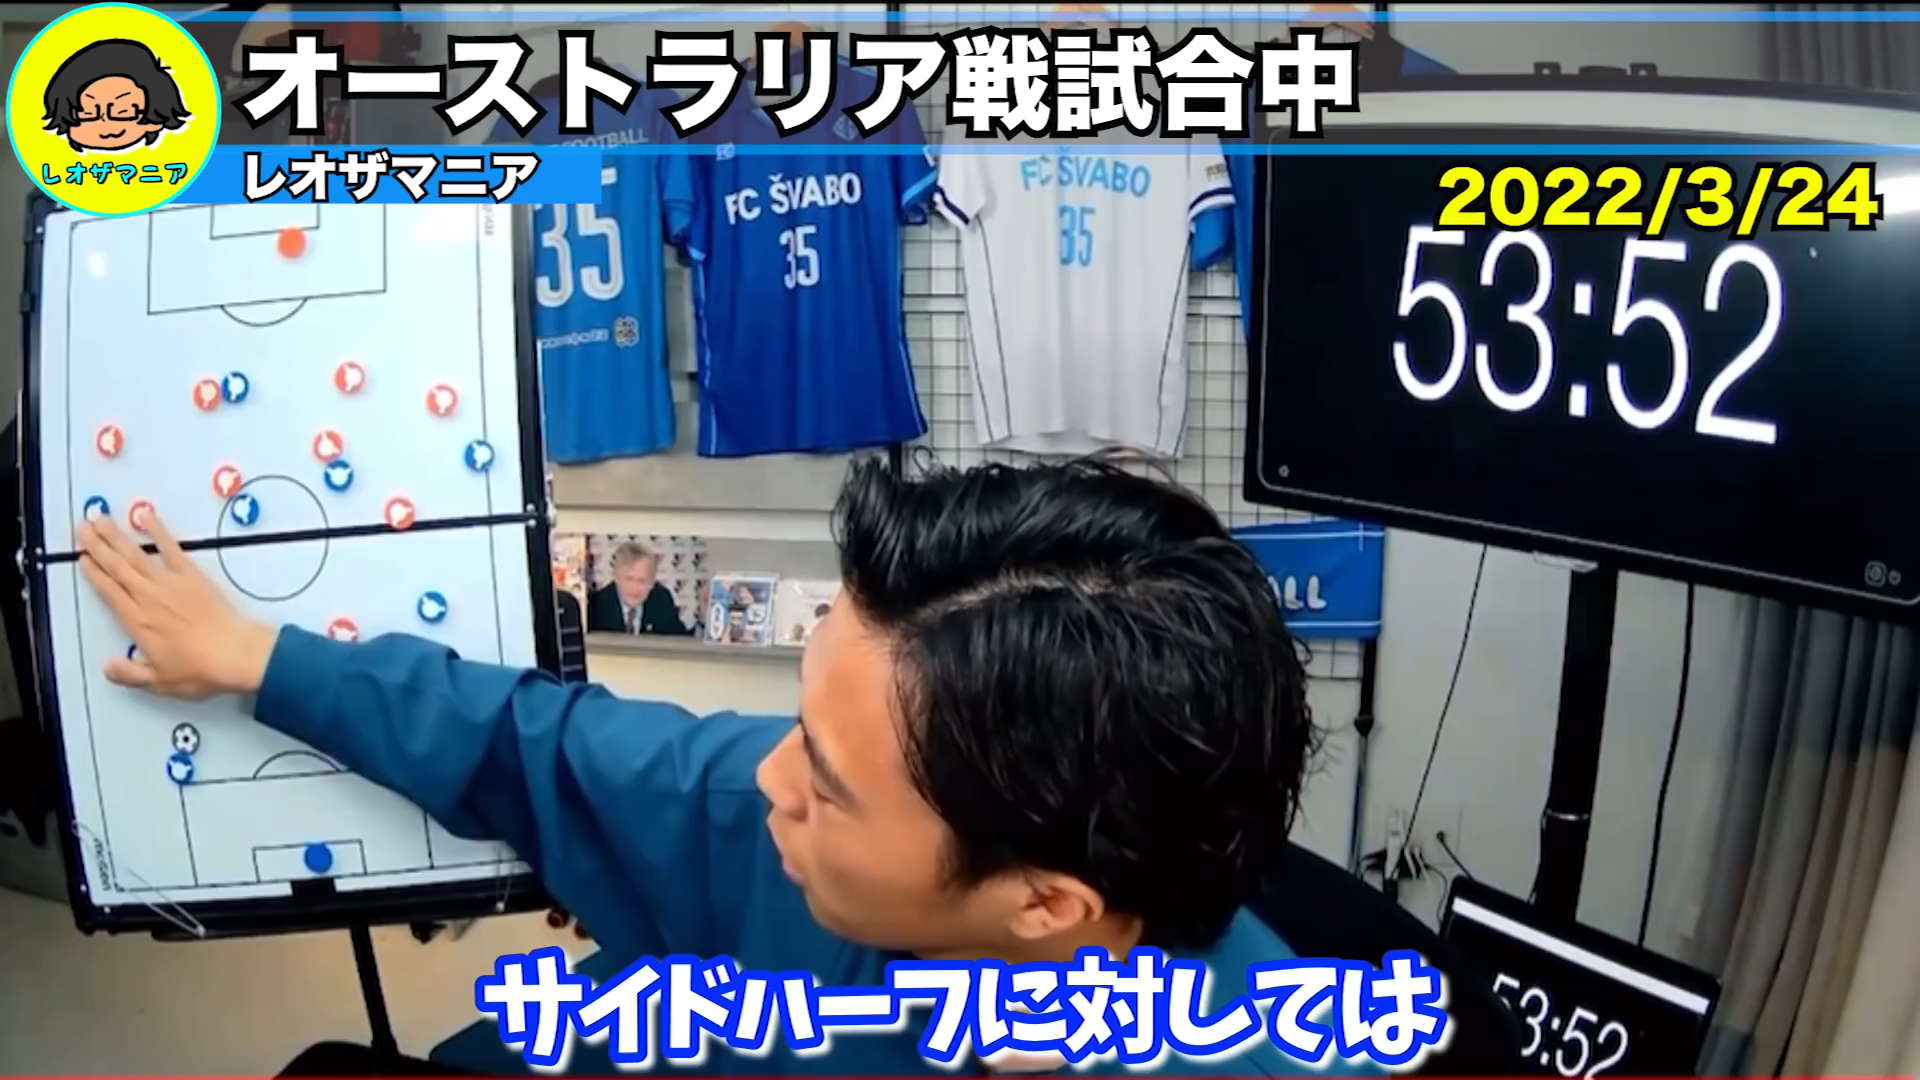 オーストラリア戦試合中
レオザマニア
レオザマニア
2022/3/24
53:52
FOOTBALL
35
FC ŠVABO
35
FC ŠVABO
35
サイドハーフに対しては
53:52